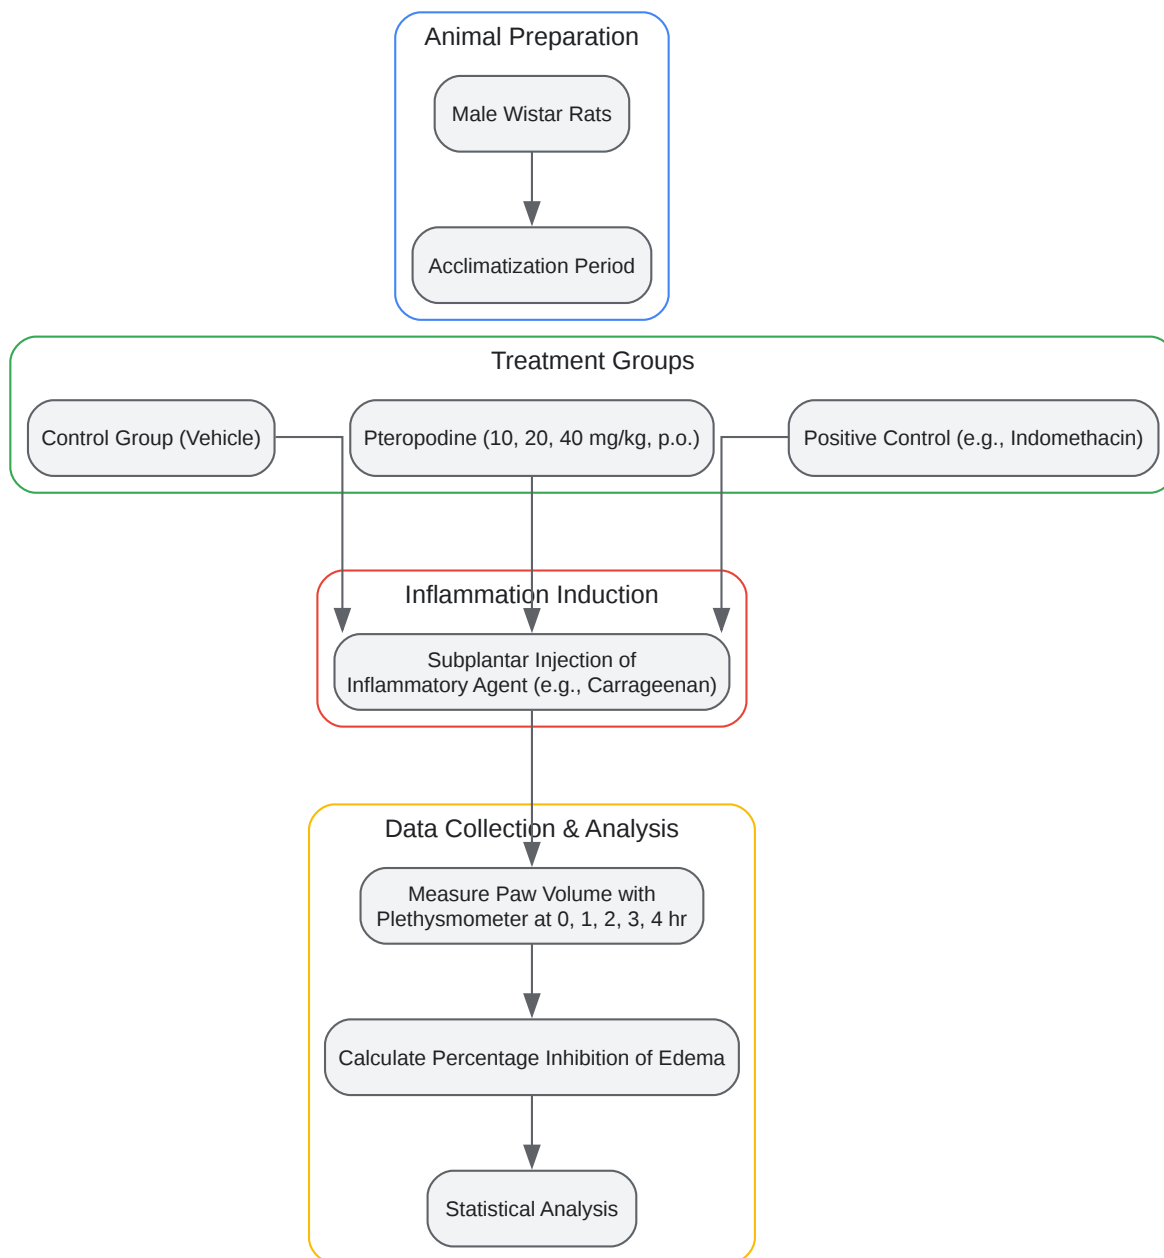 Animal Preparation
Male Wistar Rats
Acclimatization Period
Treatment Groups
Control Group (Vehicle)
Pteropodine (10, 20, 40 mg/kg, p.o.)
Positive Control (e.g., Indomethacin)
Inflammation Induction
Subplantar Injection of
Inflammatory Agent (e.g., Carrageenan)
Data Collection & Analysis
Measure Paw Volume with
Plethysmometer at 0, 1, 2, 3, 4 hr
Calculate Percentage Inhibition of Edema
Statistical Analysis